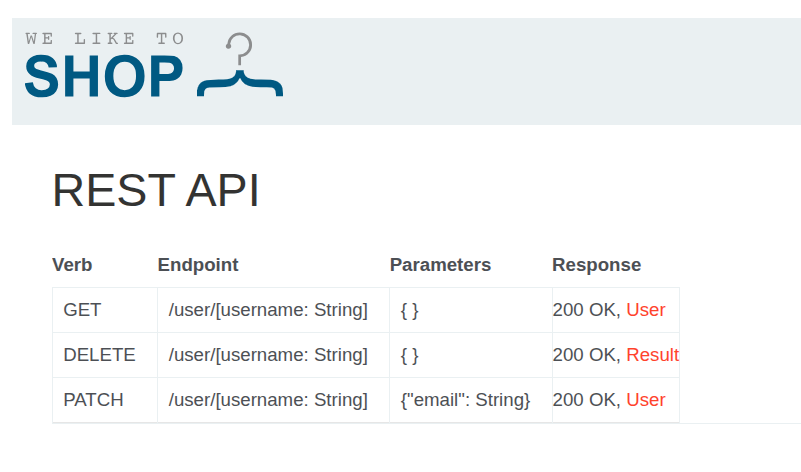 WE LIKE TO
SHOP
REST API
Verb Endpoint Parameters Response
GET /user/[username: String] { } 200 OK, User
DELETE /user/[username: String] { } 200 OK, Result
PATCH /user/[username: String] {"email": String} 200 OK, User